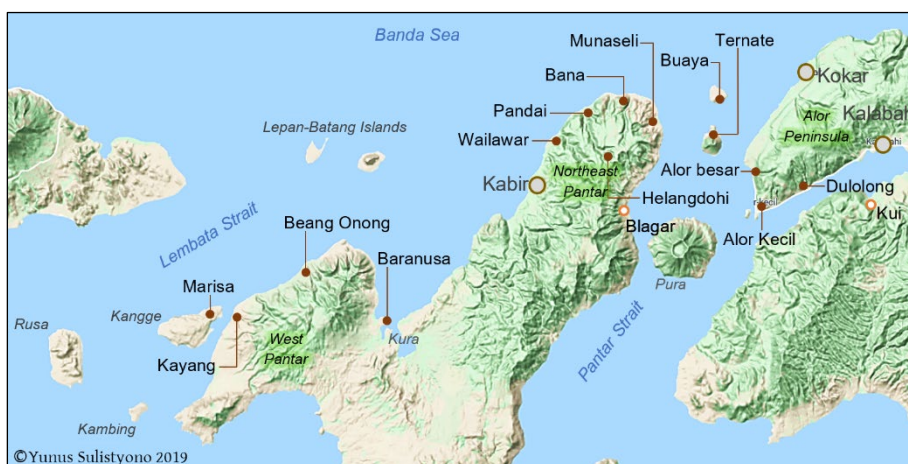 Banda Sea
Munaseli
Ternate
Buaya
Bana
Kokar
Pandai
Kalabahi
Alor
Peninsula
Lepan-Batang Islands
Wailawar
Alor besar
Northeast
Pantar
Kabir
Helangdohi
Dulolong
Blagar
Alor Kecil
Kui
Lembata Strait
Beang Onong
Baranusa
Marisa
Pura
Kangge
Rusa
Kura
West
Pantar
Pantar Strait
Kayang
Kambing
©Yunus Sulistyono 2019